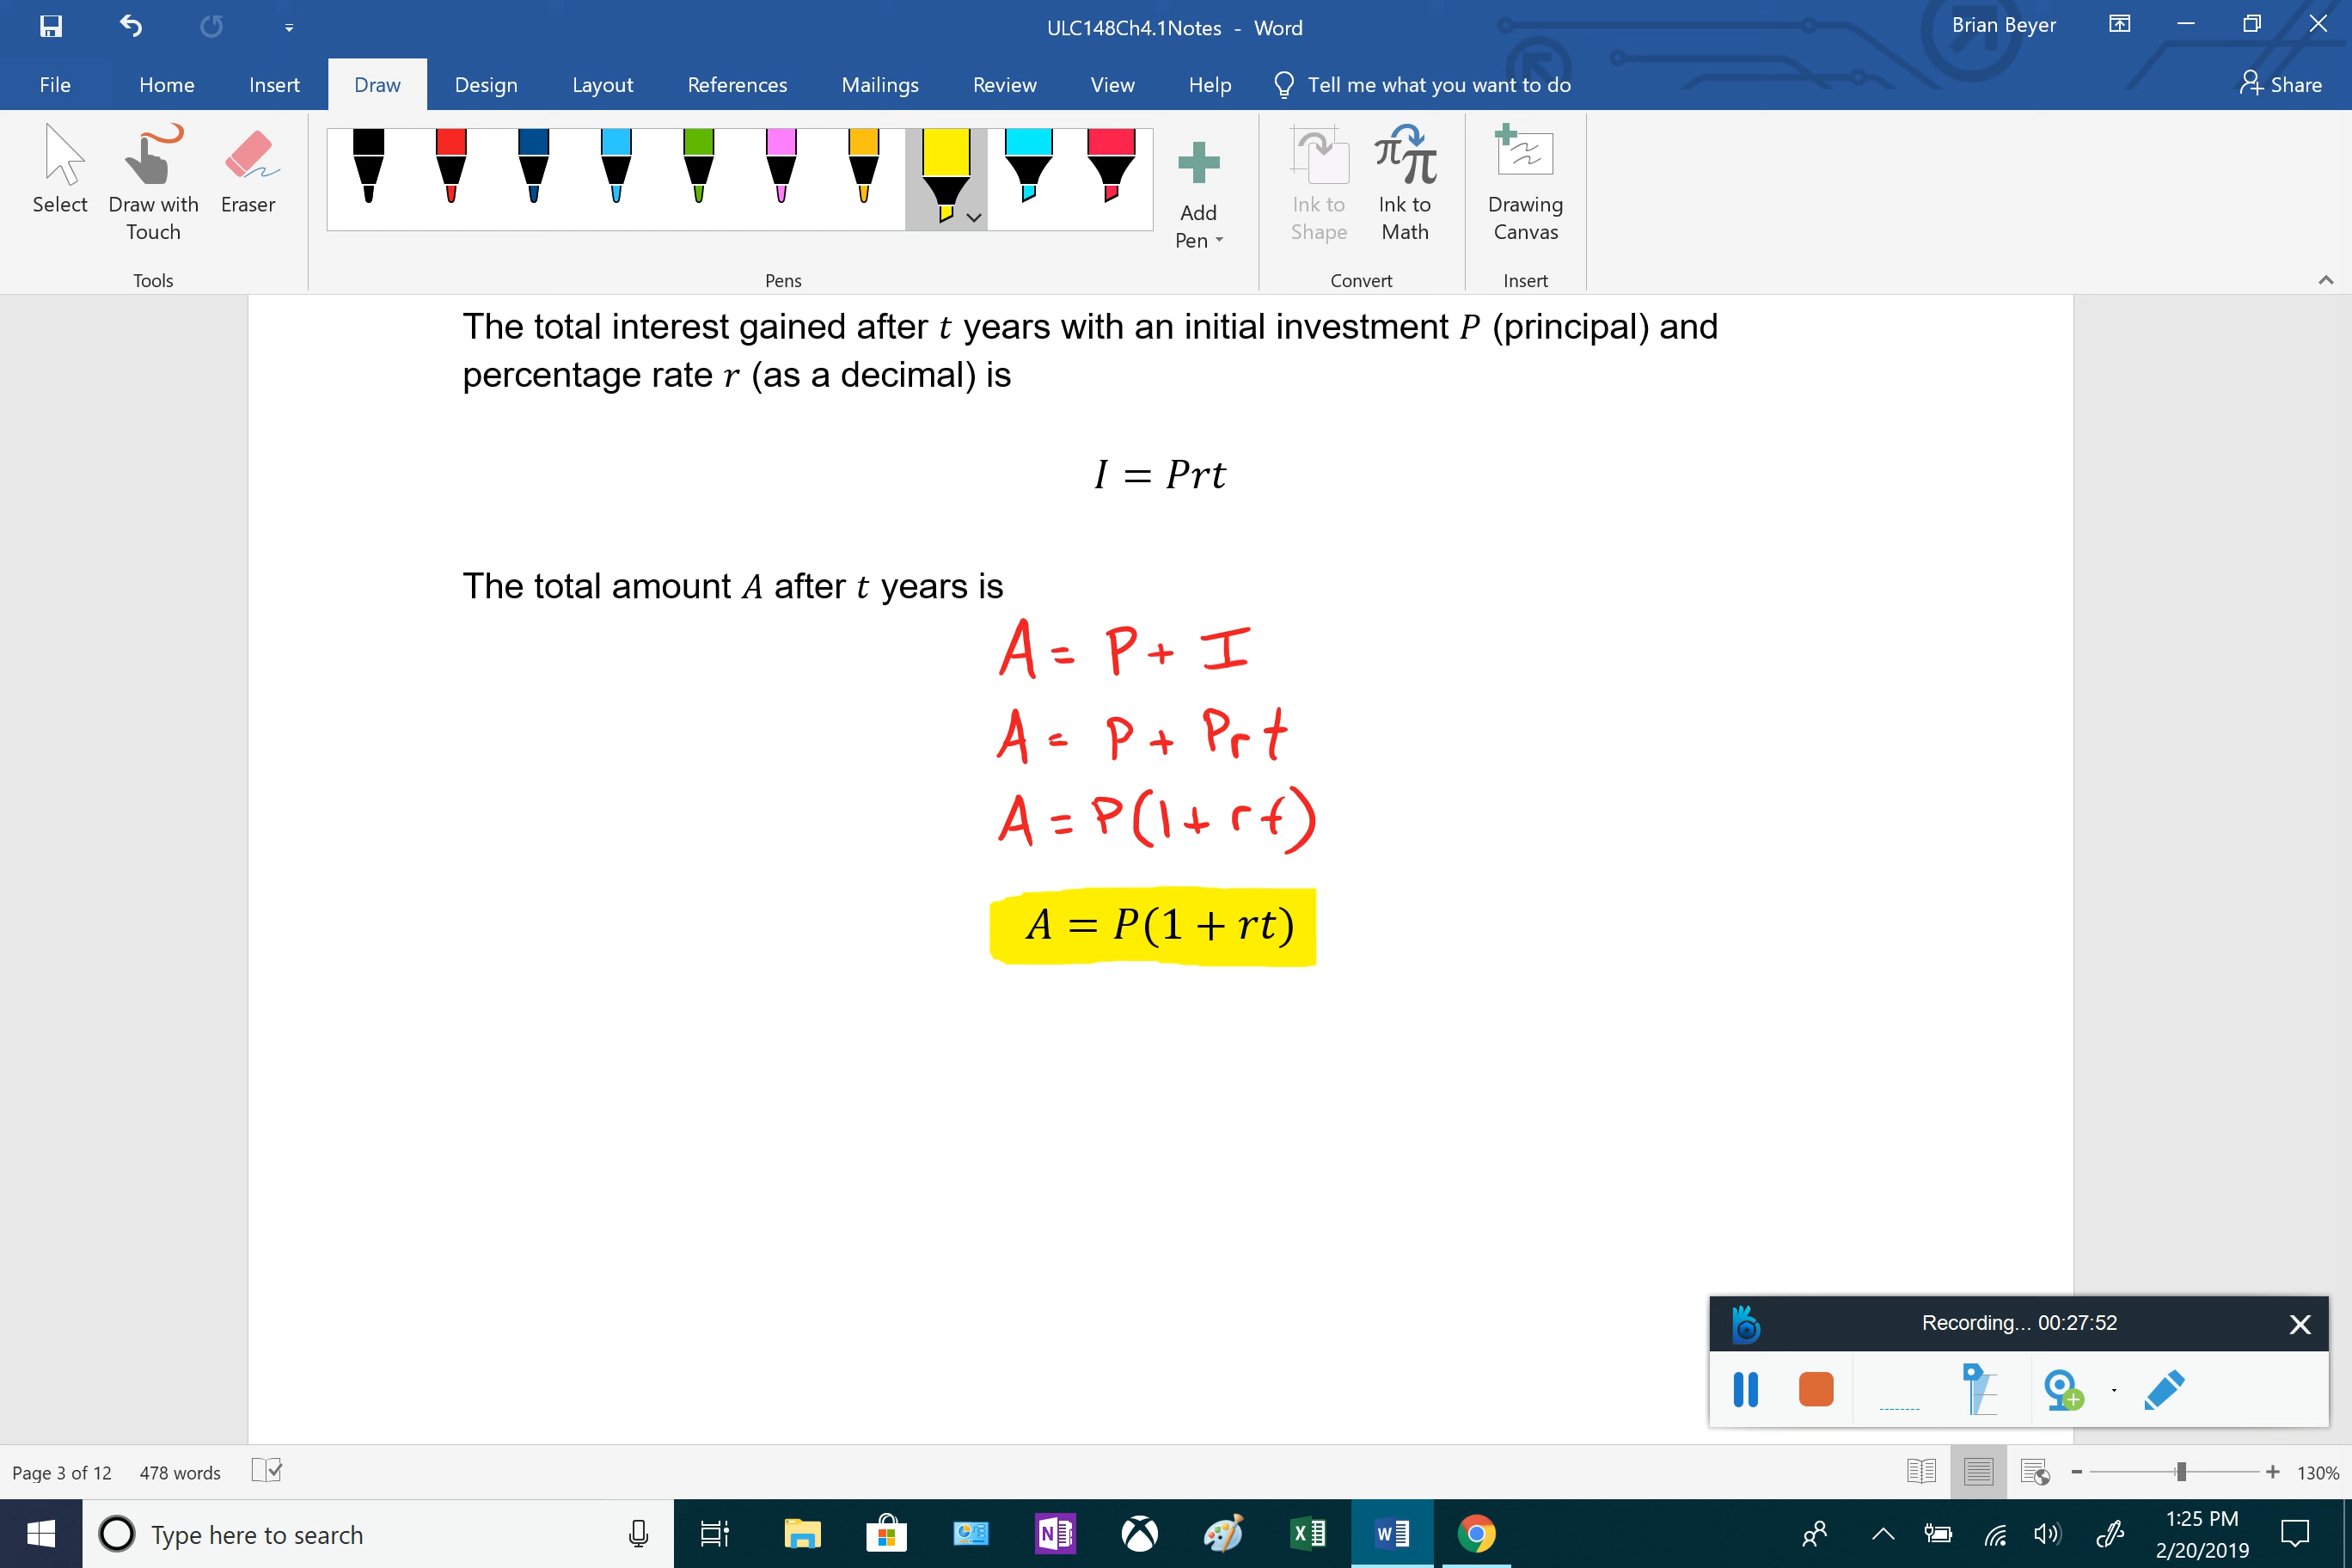 ULC148Ch4.1Notes - Word
Brian Beyer
File Home Insert Draw Design Layout References Mailings Review View Help Tell me what you want to do Share
Select
Draw with Touch
Eraser
Tools
Pens
Add Pen
Ink to Shape
Ink to Math
Convert
Drawing Canvas
Insert
The total interest gained after t years with an initial investment P (principal) and
percentage rate r (as a decimal) is
I = Prt
The total amount A after t years is
A = P + I
A = P + Prt
A = P(1 + rt)
A = P(1 + rt)
Recording... 00:27:52
Page 3 of 12 478 words
130%
Type here to search
1:25 PM
2/20/2019